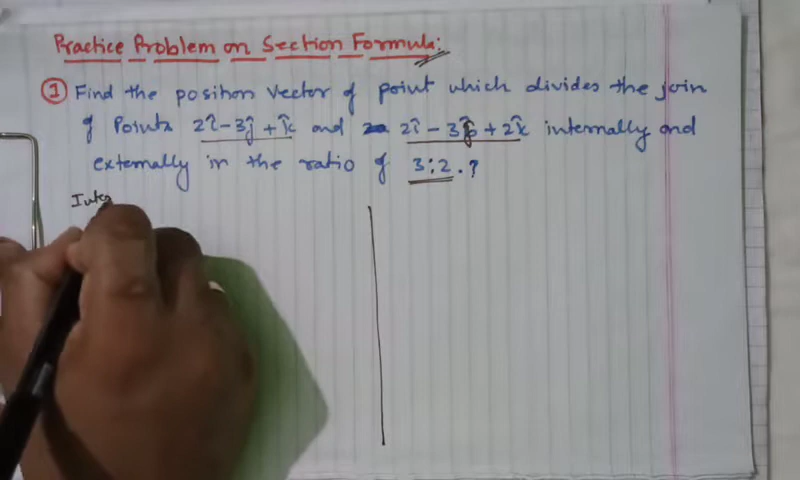 Practice Problem on Section Formula:
① Find the position vector of point which divides the join
of Points 2î-3ĵ+k̂ and 2î-3ĵ+2k̂ internally and
externally in the ratio of 3:2.?
Inte